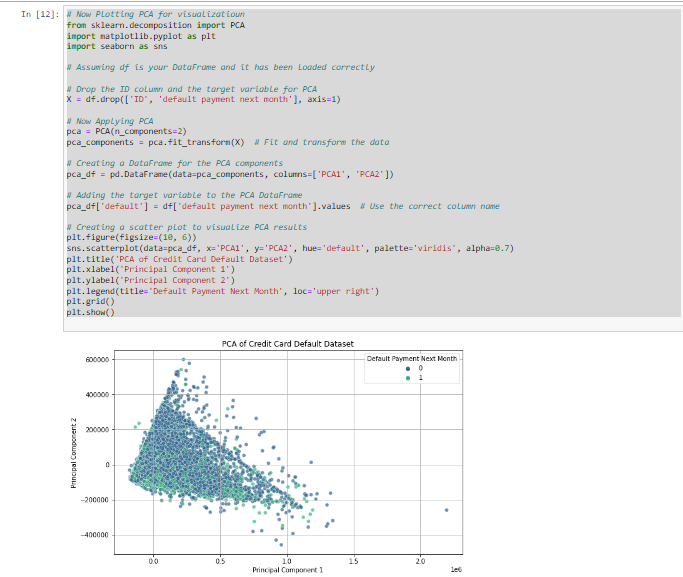 In [12]:
# Now Plotting PCA for visualizatioun
from sklearn.decomposition import PCA
import matplotlib.pyplot as plt
import seaborn as sns
# Assuming df is your DataFrame and it has been loaded correctly
# Drop the ID column and the target variable for PCA
X = df.drop(['ID', 'default payment next month'], axis=1)
# Now Applying PCA
pca = PCA(n_components=2)
pca_components = pca.fit_transform(X)  # Fit and transform the data
# Creating a DataFrame for the PCA components
pca_df = pd.DataFrame(data=pca_components, columns=['PCA1', 'PCA2'])
# Adding the target variable to the PCA DataFrame
pca_df['default'] = df['default payment next month'].values  # Use the correct column name
# Creating a scatter plot to visualize PCA results
plt.figure(figsize=(10, 6))
sns.scatterplot(data=pca_df, x='PCA1', y='PCA2', hue='default', palette='viridis', alpha=0.7)
plt.title('PCA of Credit Card Default Dataset')
plt.xlabel('Principal Component 1')
plt.ylabel('Principal Component 2')
plt.legend(title='Default Payment Next Month', loc='upper right')
plt.grid()
plt.show()
PCA of Credit Card Default Dataset
Default Payment Next Month
0
1
Principal Component 2
600000
400000
200000
0
−200000
−400000
0.0 0.5 1.0 1.5 2.0
1e6
Principal Component 1